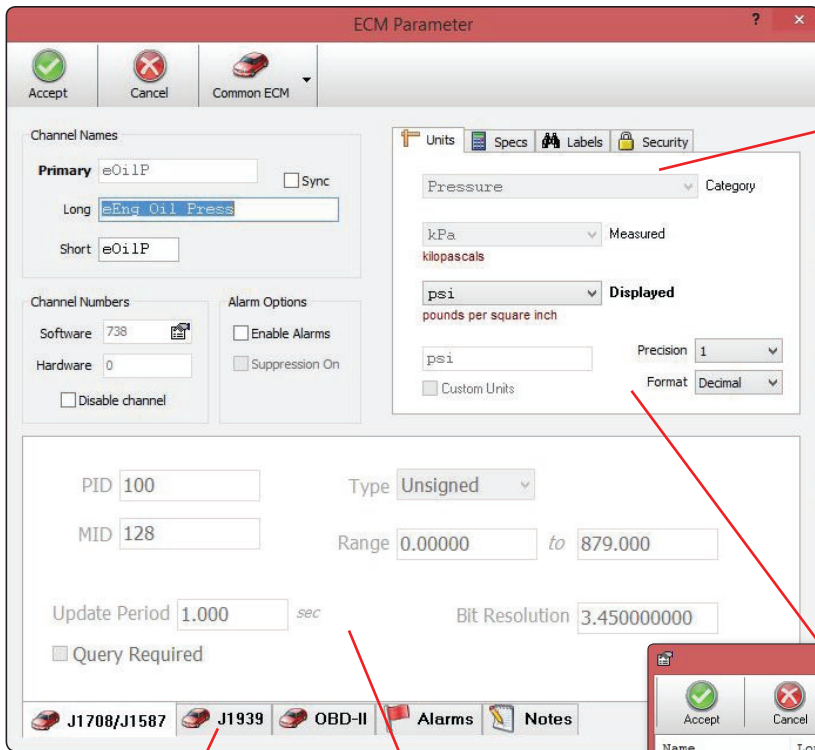 ECM Parameter
? ×
Accept
Cancel
Common ECM
Channel Names
Primary eOilP
Sync
Long eEng Oil Press
Short eOilP
Channel Numbers
Software 738
Hardware 0
Disable channel
Alarm Options
Enable Alarms
Suppression On
Units Specs Labels Security
Pressure Category
kPa Measured
kilopascals
psi Displayed
pounds per square inch
psi
Custom Units
Precision 1
Format Decimal
PID 100
MID 128
Type Unsigned
Range 0.00000 to 879.000
Update Period 1.000 sec
Bit Resolution 3.450000000
Query Required
J1708/J1587 J1939 OBD-II Alarms Notes
Accept
Cancel
Name